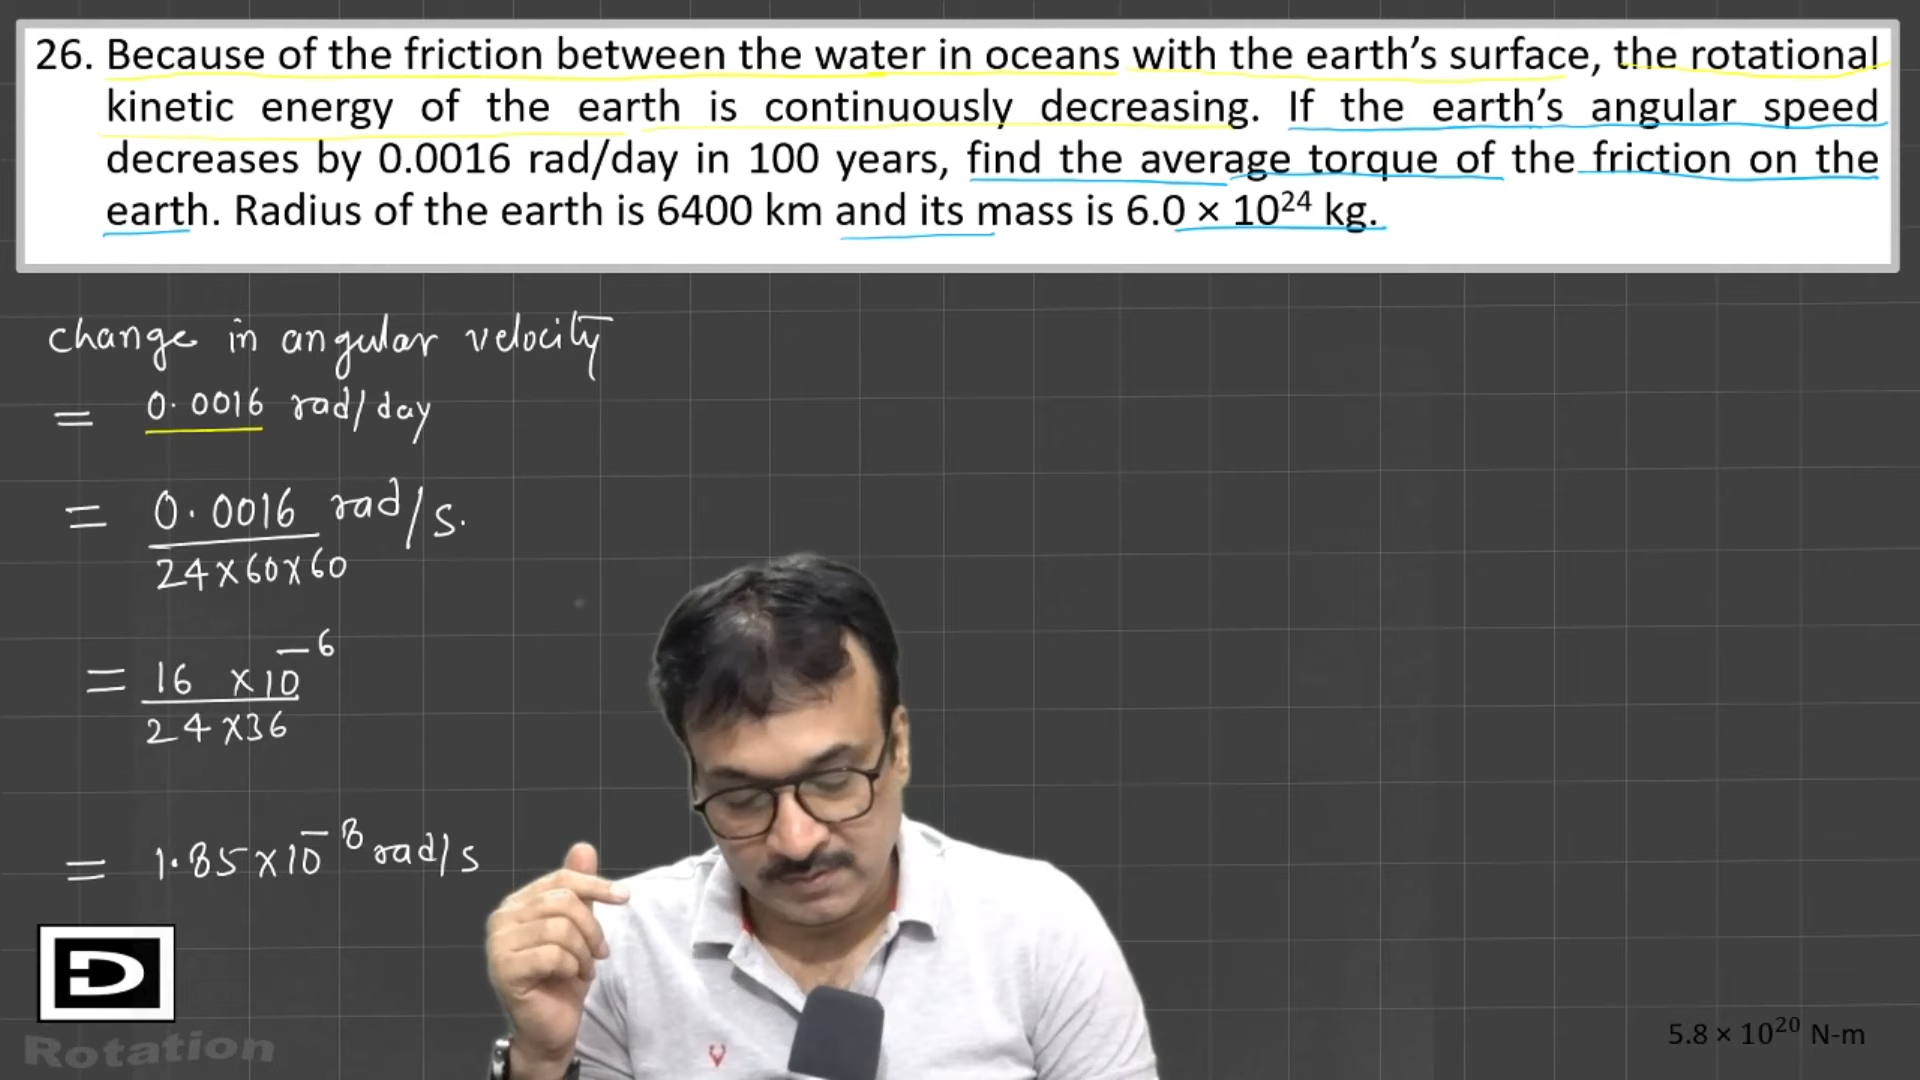 26. Because of the friction between the water in oceans with the earth’s surface, the rotational
kinetic energy of the earth is continuously decreasing. If the earth’s angular speed
decreases by 0.0016 rad/day in 100 years, find the average torque of the friction on the
earth. Radius of the earth is 6400 km and its mass is 6.0 × 10²⁴ kg.
change in angular velocity
= 0.0016 rad/day
= 0.0016 rad/s.
24×60×60
= 16 ×10⁻⁶
24×36
= 1.85×10⁻⁸ rad/s
D
Rotation
5.8 × 10²⁰ N-m